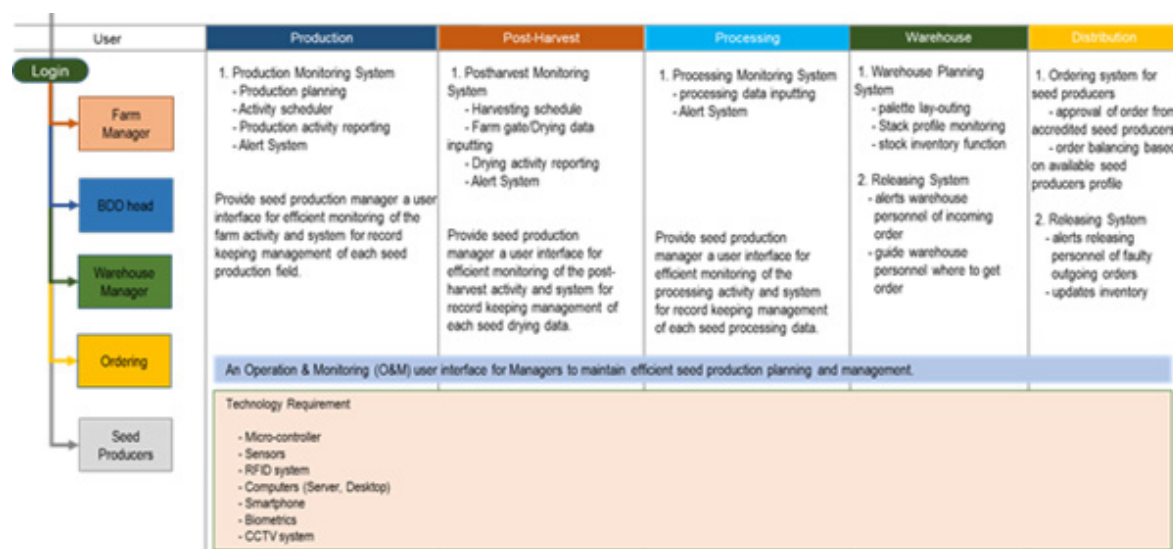 User
Production
Post-Harvest
Processing
Warehouse
Distribution
Login
Farm
Manager
BDD head
Warehouse
Manager
Ordering
Seed
Producers
1. Production Monitoring System
- Production planning
- Activity scheduler
- Production activity reporting
- Alert System
Provide seed production manager a user
interface for efficient monitoring of the
farm activity and system for record
keeping management of each seed
production field.
1. Postharvest Monitoring
System
- Harvesting schedule
- Farm gate/Drying data
inputting
- Drying activity reporting
- Alert System
Provide seed production
manager a user interface for
efficient monitoring of the post-
harvest activity and system for
record keeping management of
each seed drying data.
1. Processing Monitoring System
- processing data inputting
- Alert System
Provide seed production
manager a user interface for
efficient monitoring of the
processing activity and system
for record keeping management
of each seed processing data.
1. Warehouse Planning
System
- palette lay-outing
- Stack profile monitoring
- stock inventory function
2. Releasing System
- alerts warehouse
personnel of incoming
order
- guide warehouse
personnel where to get
order
1. Ordering system for
seed producers
- approval of order from
accredited seed producers
- order balancing based
on available seed
producers profile
2. Releasing System
- alerts releasing
personnel of faulty
outgoing orders
- updates inventory
An Operation & Monitoring (O&M) user interface for Managers to maintain efficient seed production planning and management.
Technology Requirement
- Micro-controller
- Sensors
- RFID system
- Computers (Server, Desktop)
- Smartphone
- Biometrics
- CCTV system